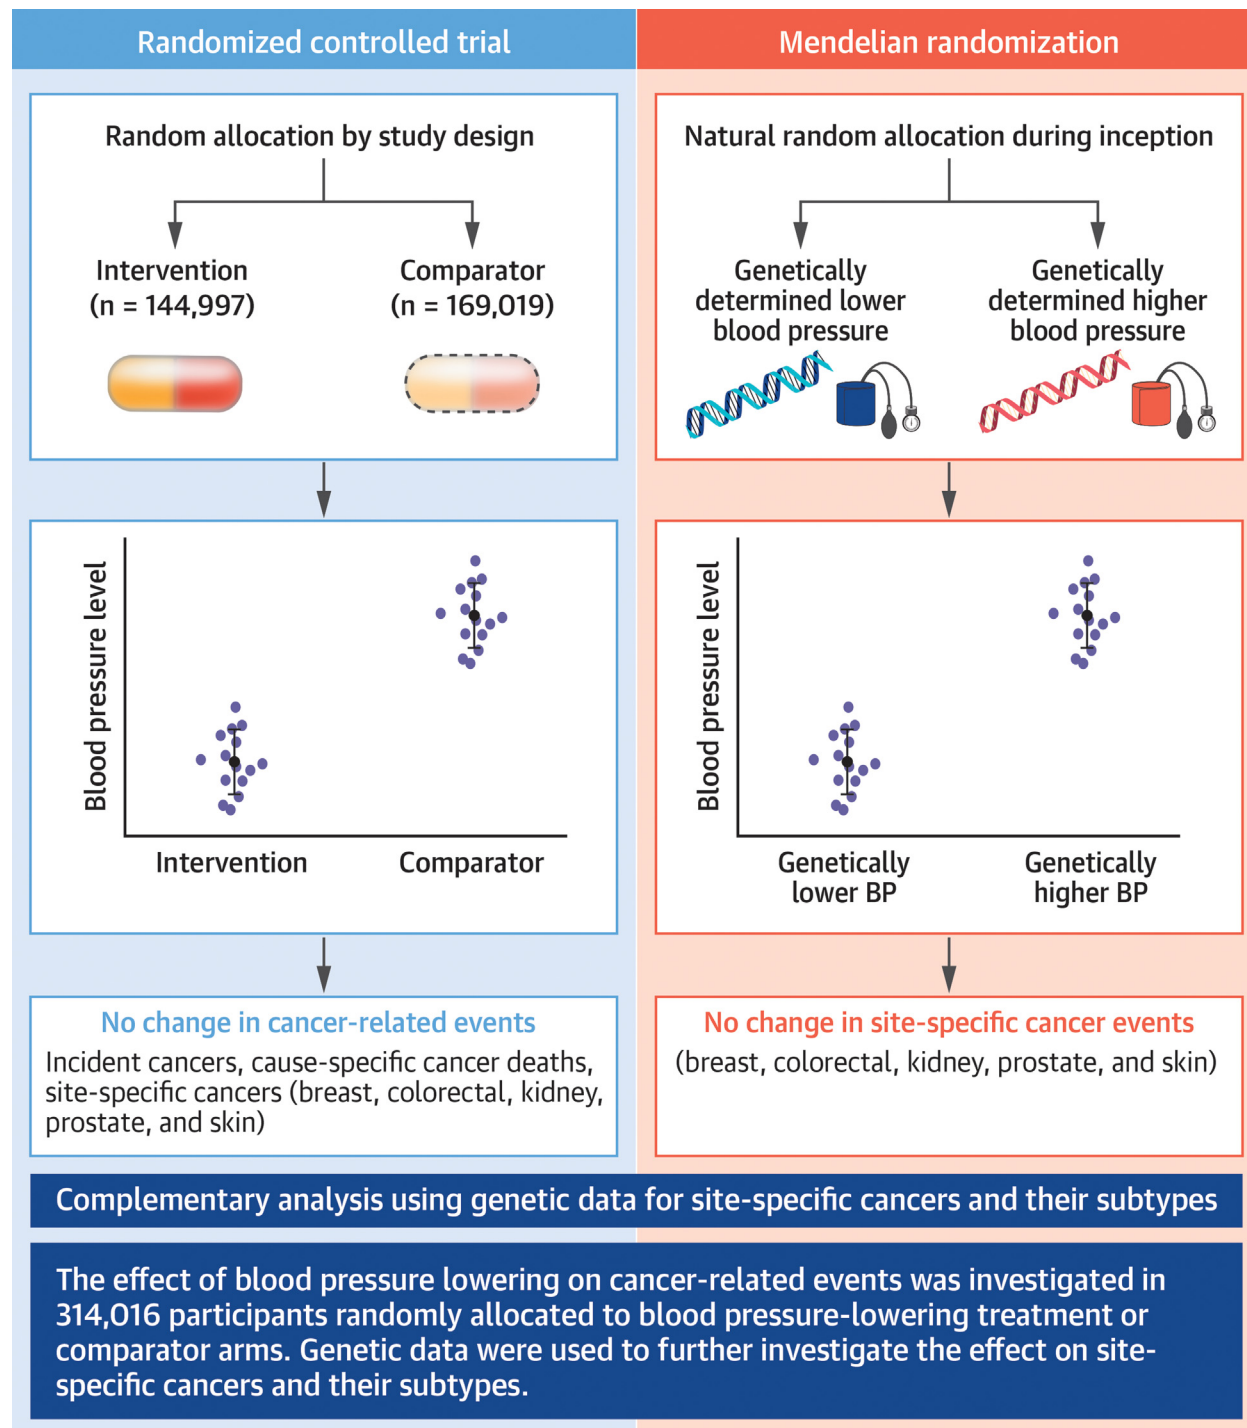 Randomized controlled trial
Random allocation by study design
Intervention
(n = 144,997)
Comparator
(n = 169,019)
Blood pressure level
Intervention
Comparator
No change in cancer-related events
Incident cancers, cause-specific cancer deaths,
site-specific cancers (breast, colorectal, kidney,
prostate, and skin)
Mendelian randomization
Natural random allocation during inception
Genetically
determined lower
blood pressure
Genetically
determined higher
blood pressure
Blood pressure level
Genetically
lower BP
Genetically
higher BP
No change in site-specific cancer events
(breast, colorectal, kidney, prostate, and skin)
Complementary analysis using genetic data for site-specific cancers and their subtypes
The effect of blood pressure lowering on cancer-related events was investigated in
314,016 participants randomly allocated to blood pressure-lowering treatment or
comparator arms. Genetic data were used to further investigate the effect on site-
specific cancers and their subtypes.